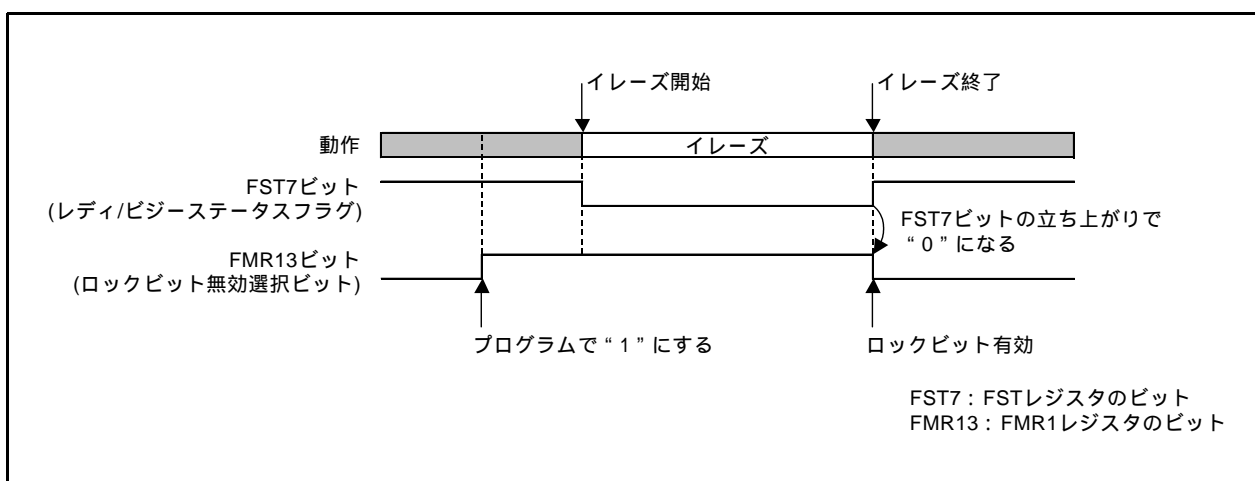 イレーズ開始
イレーズ終了
動作
イレーズ
FST7ビット
(レディ/ビジーステータスフラグ)
FST7ビットの立ち上がりで
“0”になる
FMR13ビット
(ロックビット無効選択ビット)
プログラムで“1”にする
ロックビット有効
FST7：FSTレジスタのビット
FMR13：FMR1レジスタのビット